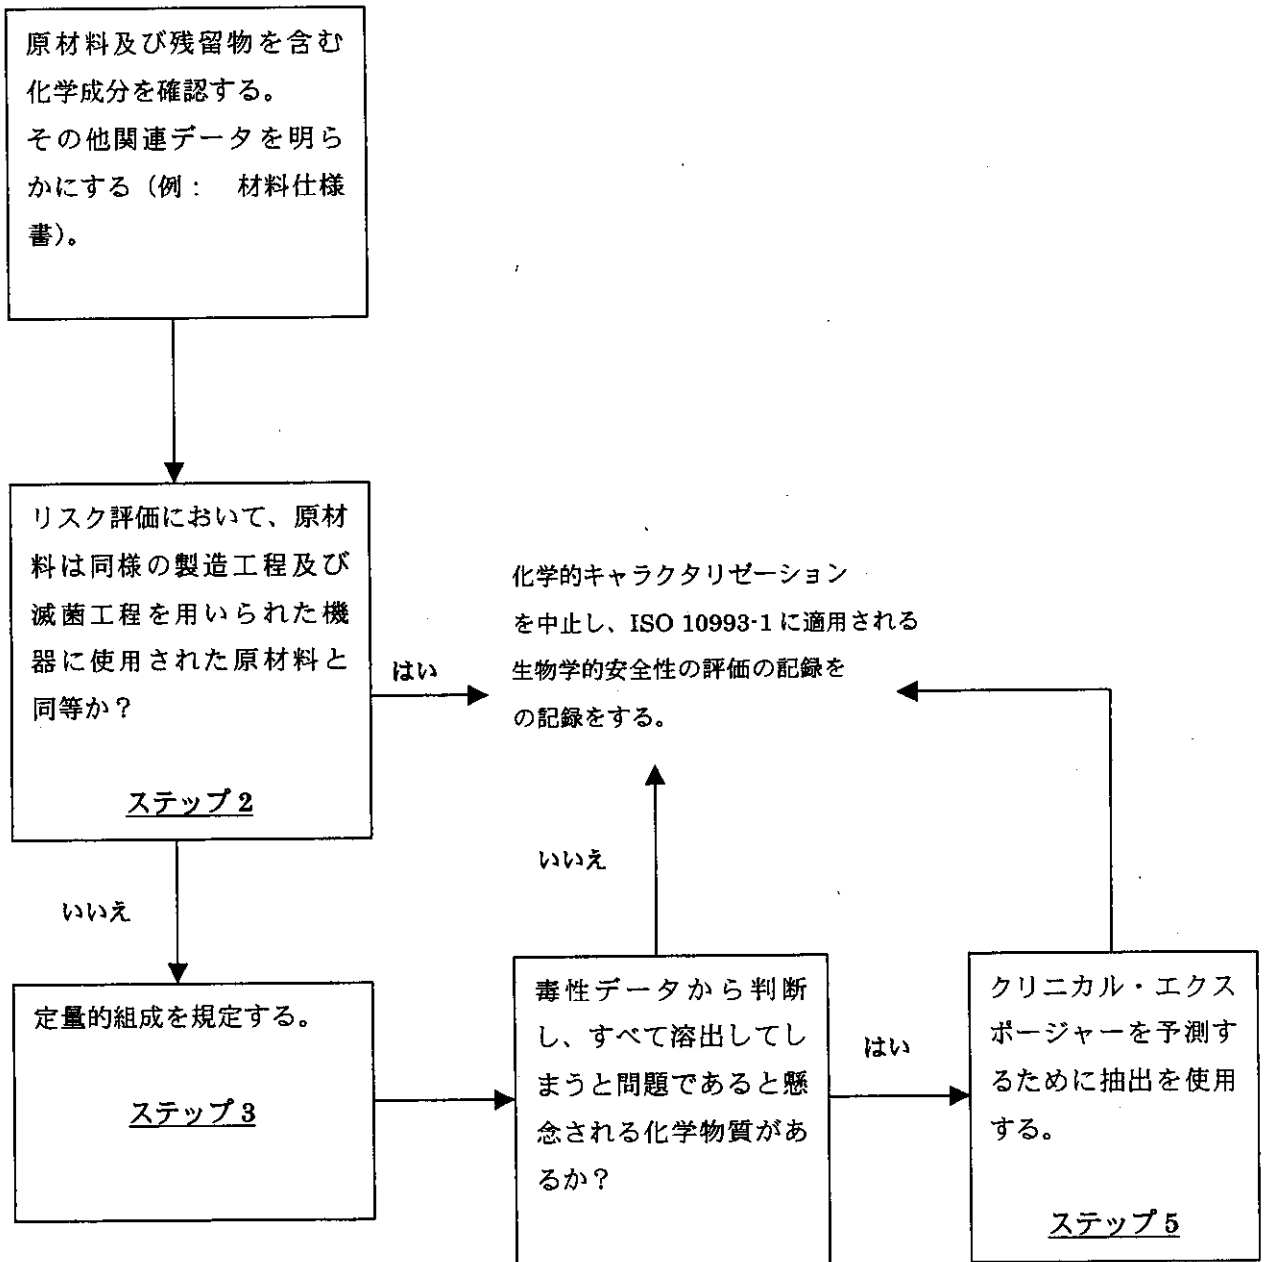 原材料及び残留物を含む
化学成分を確認する。
その他関連データを明ら
かにする（例： 材料仕様
書）。
リスク評価において、原材
料は同様の製造工程及び
滅菌工程を用いられた機
器に使用された原材料と
同等か？
ステップ 2
はい
化学的キャラクタリゼーション
を中止し、ISO 10993-1 に適用される
生物学的安全性の評価の記録を
の記録をする。
いいえ
いいえ
定量的組成を規定する。
ステップ 3
毒性データから判断
し、すべて溶出してし
まうと問題であると懸
念される化学物質があ
るか？
はい
クリニカル・エクス
ポージャーを予測す
るために抽出を使用
する。
ステップ 5